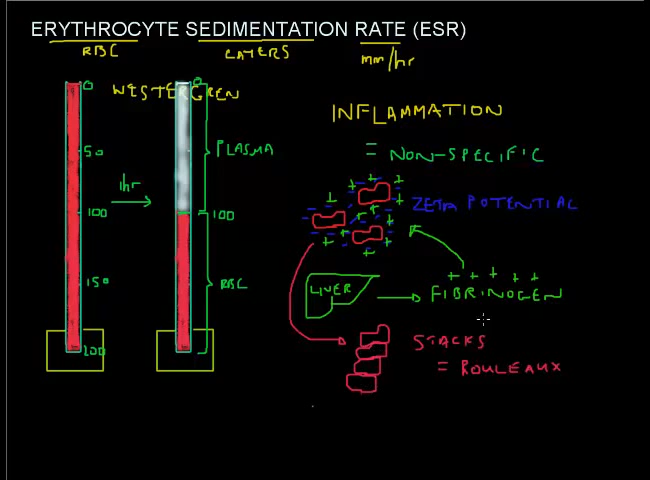 ERYTHROCYTE SEDIMENTATION RATE (ESR)
RBC LAYERS mm/hr
WESTERGREN
0 0
50
1hr
100 100
150
200
PLASMA
RBC
INFLAMMATION
= NON-SPECIFIC
+ + + + + + + + + + +
- - - - - - - - - -
ZETA POTENTIAL
LIVER
+ + + + +
FIBRINOGEN
STACKS
= ROULEAUX